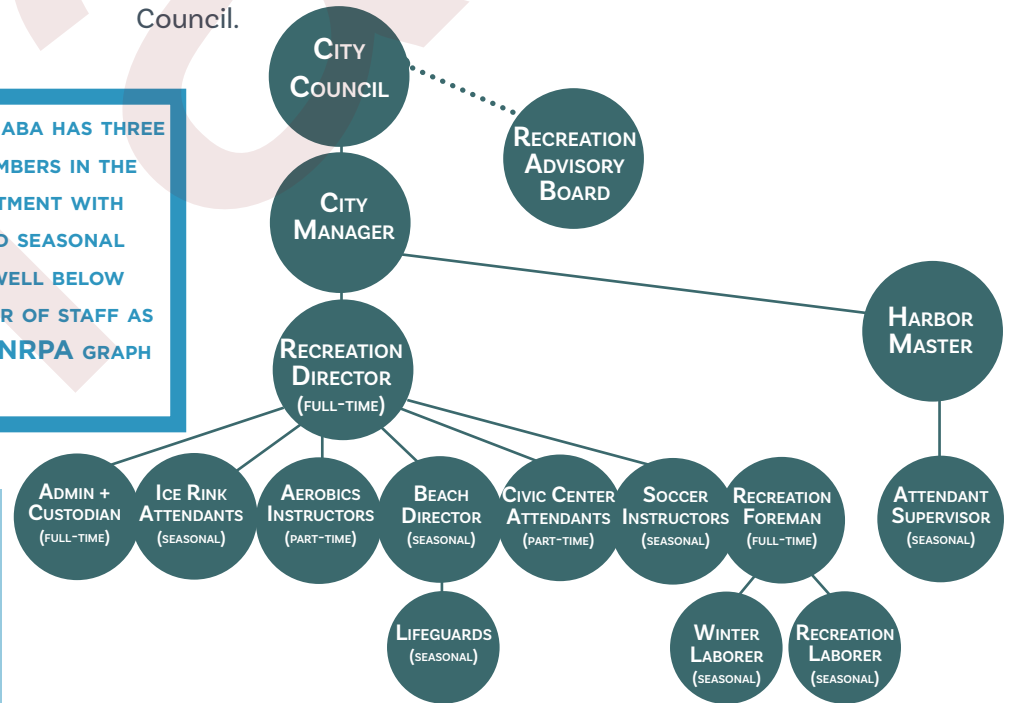 Council.
CITY
COUNCIL
RECREATION
ADVISORY
BOARD
ABA HAS THREE
MBERS IN THE
TMENT WITH
SEASONAL
WELL BELOW
R OF STAFF AS
NRPA GRAPH
CITY
MANAGER
HARBOR
MASTER
RECREATION
DIRECTOR
(FULL-TIME)
ADMIN +
CUSTODIAN
(FULL-TIME)
ICE RINK
ATTENDANTS
(SEASONAL)
AEROBICS
INSTRUCTORS
(PART-TIME)
BEACH
DIRECTOR
(SEASONAL)
CIVIC CENTER
ATTENDANTS
(PART-TIME)
SOCCER
INSTRUCTORS
(SEASONAL)
RECREATION
FOREMAN
(FULL-TIME)
ATTENDANT
SUPERVISOR
(SEASONAL)
LIFEGUARDS
(SEASONAL)
WINTER
LABORER
(SEASONAL)
RECREATION
LABORER
(SEASONAL)